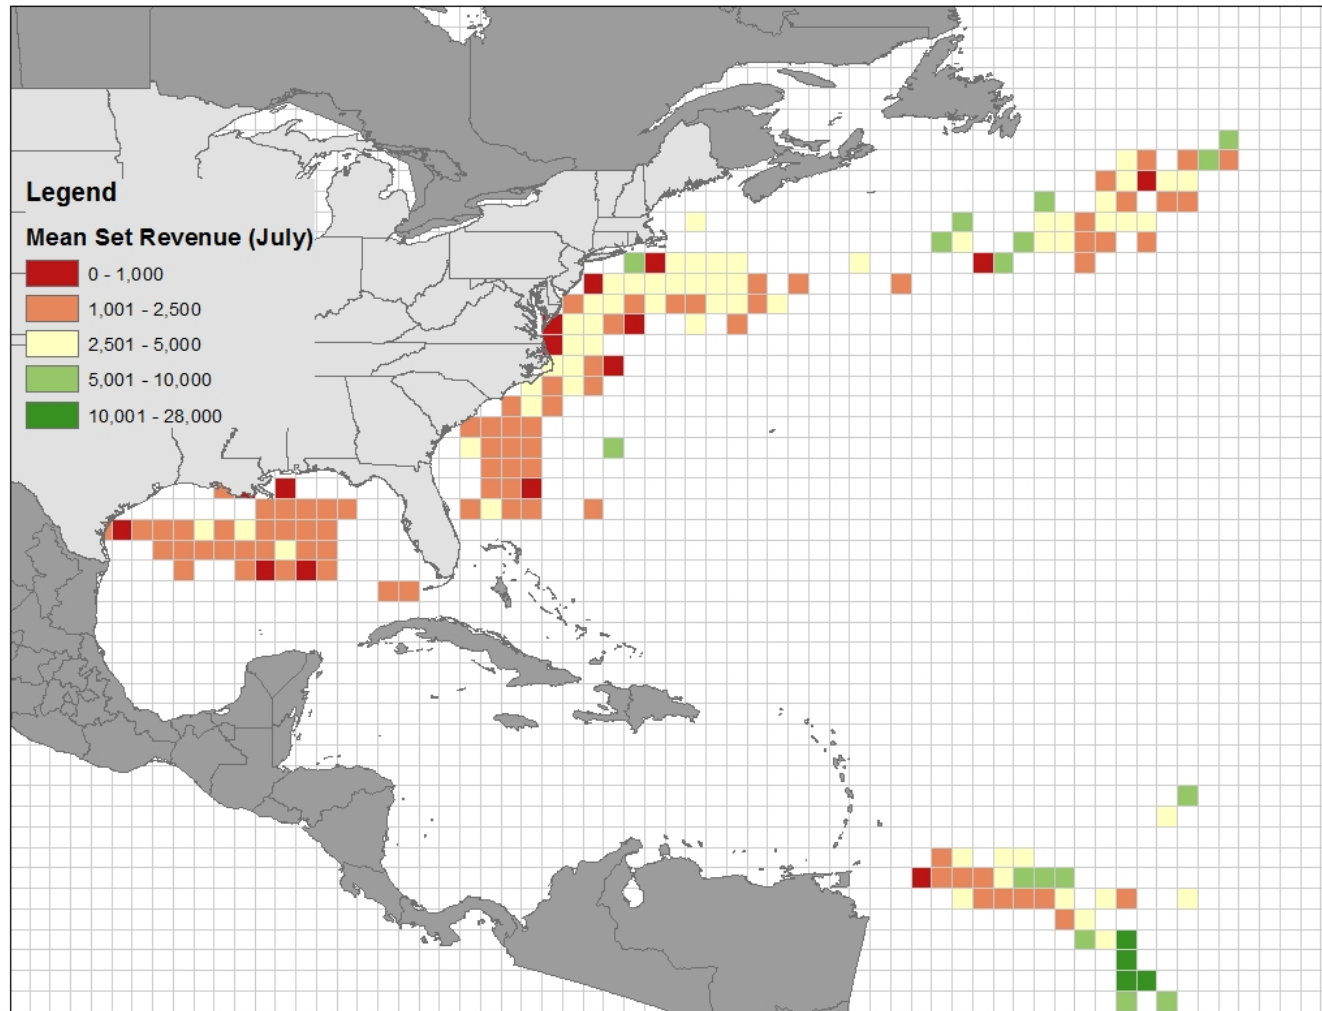 Legend
Mean Set Revenue (July)
0 - 1,000
1,001 - 2,500
2,501 - 5,000
5,001 - 10,000
10,001 - 28,000